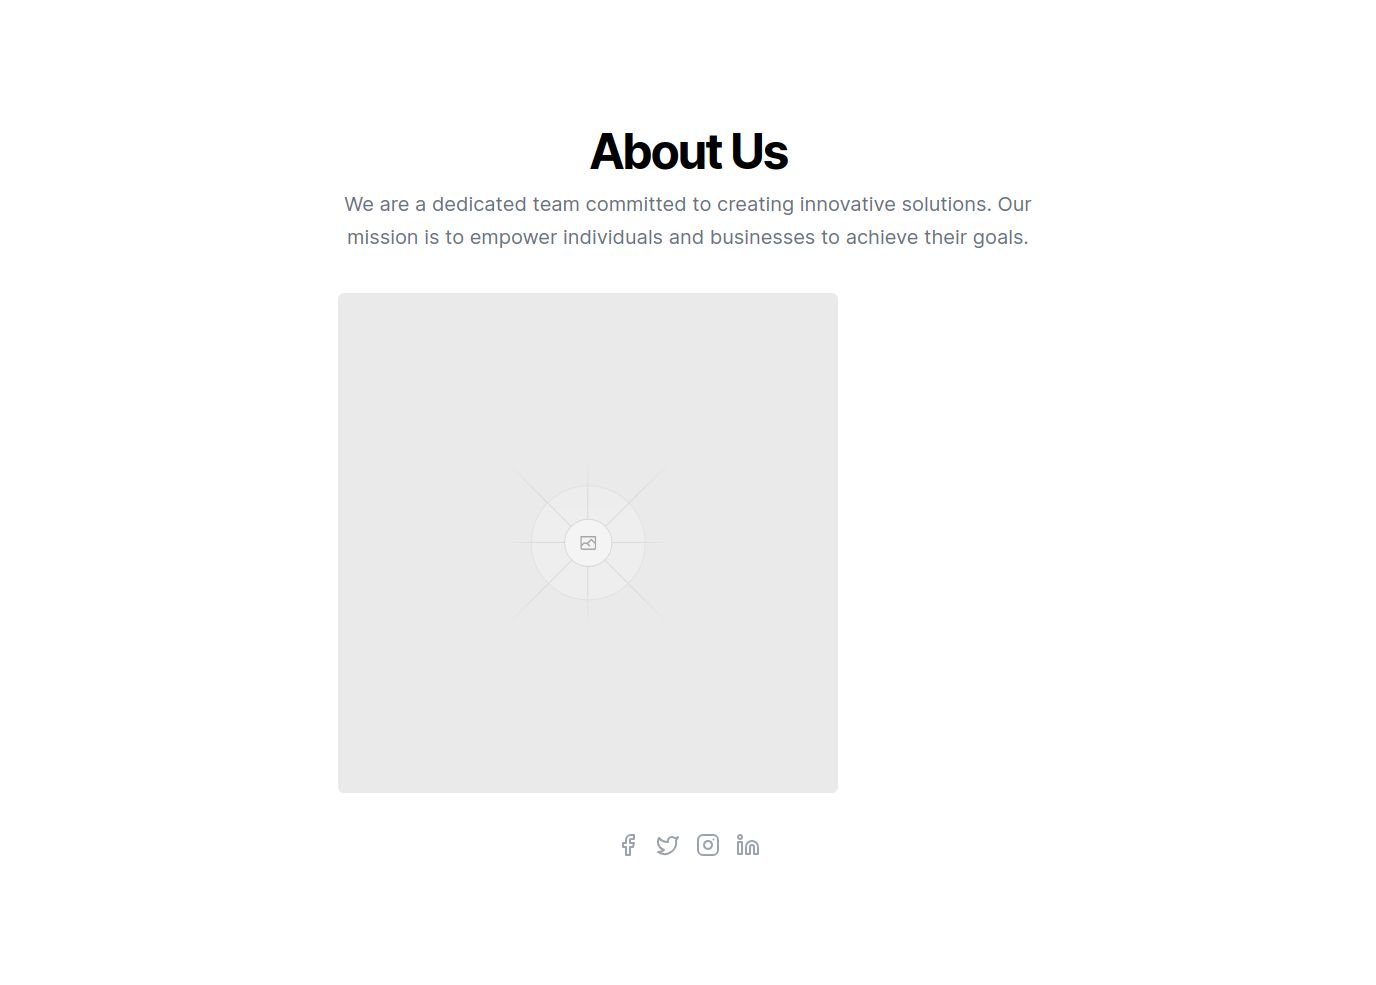 About Us
We are a dedicated team committed to creating innovative solutions. Our
mission is to empower individuals and businesses to achieve their goals.